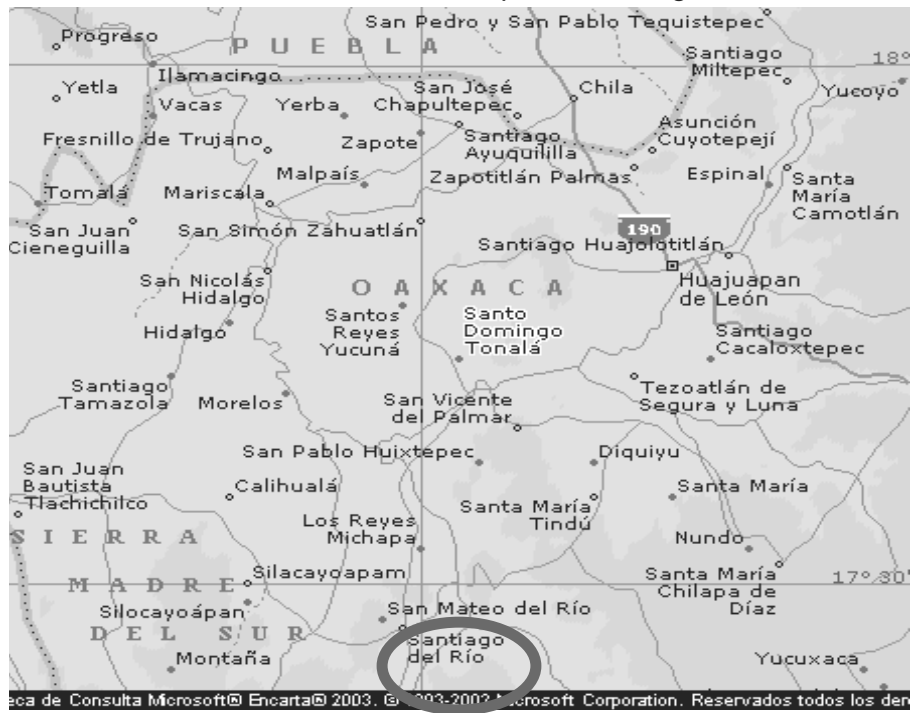 San Pedro y San Pablo Tequistepec
Progreso
P U E B L A
Santiago
Miltepec
18°
Ilamacingo
Yetla
San José
Chapultepec
Chila
Yucoyo
Vacas
Yerba
Asunción
Cuyotepejí
Fresnillo de Trujano
Zapote
Santiago
Ayuquililla
Malpaís
Zapotitlán Palmas
Espinal
Santa
María
Camotlán
Tomalá
Mariscala
San Juan
Cieneguilla
San Simón Zahuatlán
190
Santiago Huajolotitlán
San Nicolás
Hidalgo
O A X A C A
Huajuapan
de León
Santos
Reyes
Yucuná
Santo
Domingo
Tonalá
Hidalgo
Santiago
Cacaloxtepec
Santiago
Tamazola
Morelos
San Vicente
del Palmar
Tezoatlán de
Segura y Luna
San Pablo Huixtepec
Diquiyu
San Juan
Bautista
Tlachichilco
Calihualá
Santa María
Tindú
Santa María
Los Reyes
Michapa
Nundo
S I E R R A
M A D R E
D E L S U R
Silacayoapam
Santa María
Chilapa de
Díaz
17° 30'
Silocayoápan
San Mateo del Río
Santiago
del Río
Montaña
Yucuxaca
eca de Consulta Microsoft® Encarta® 2003. © 1993-2002 Microsoft Corporation. Reservados todos los der